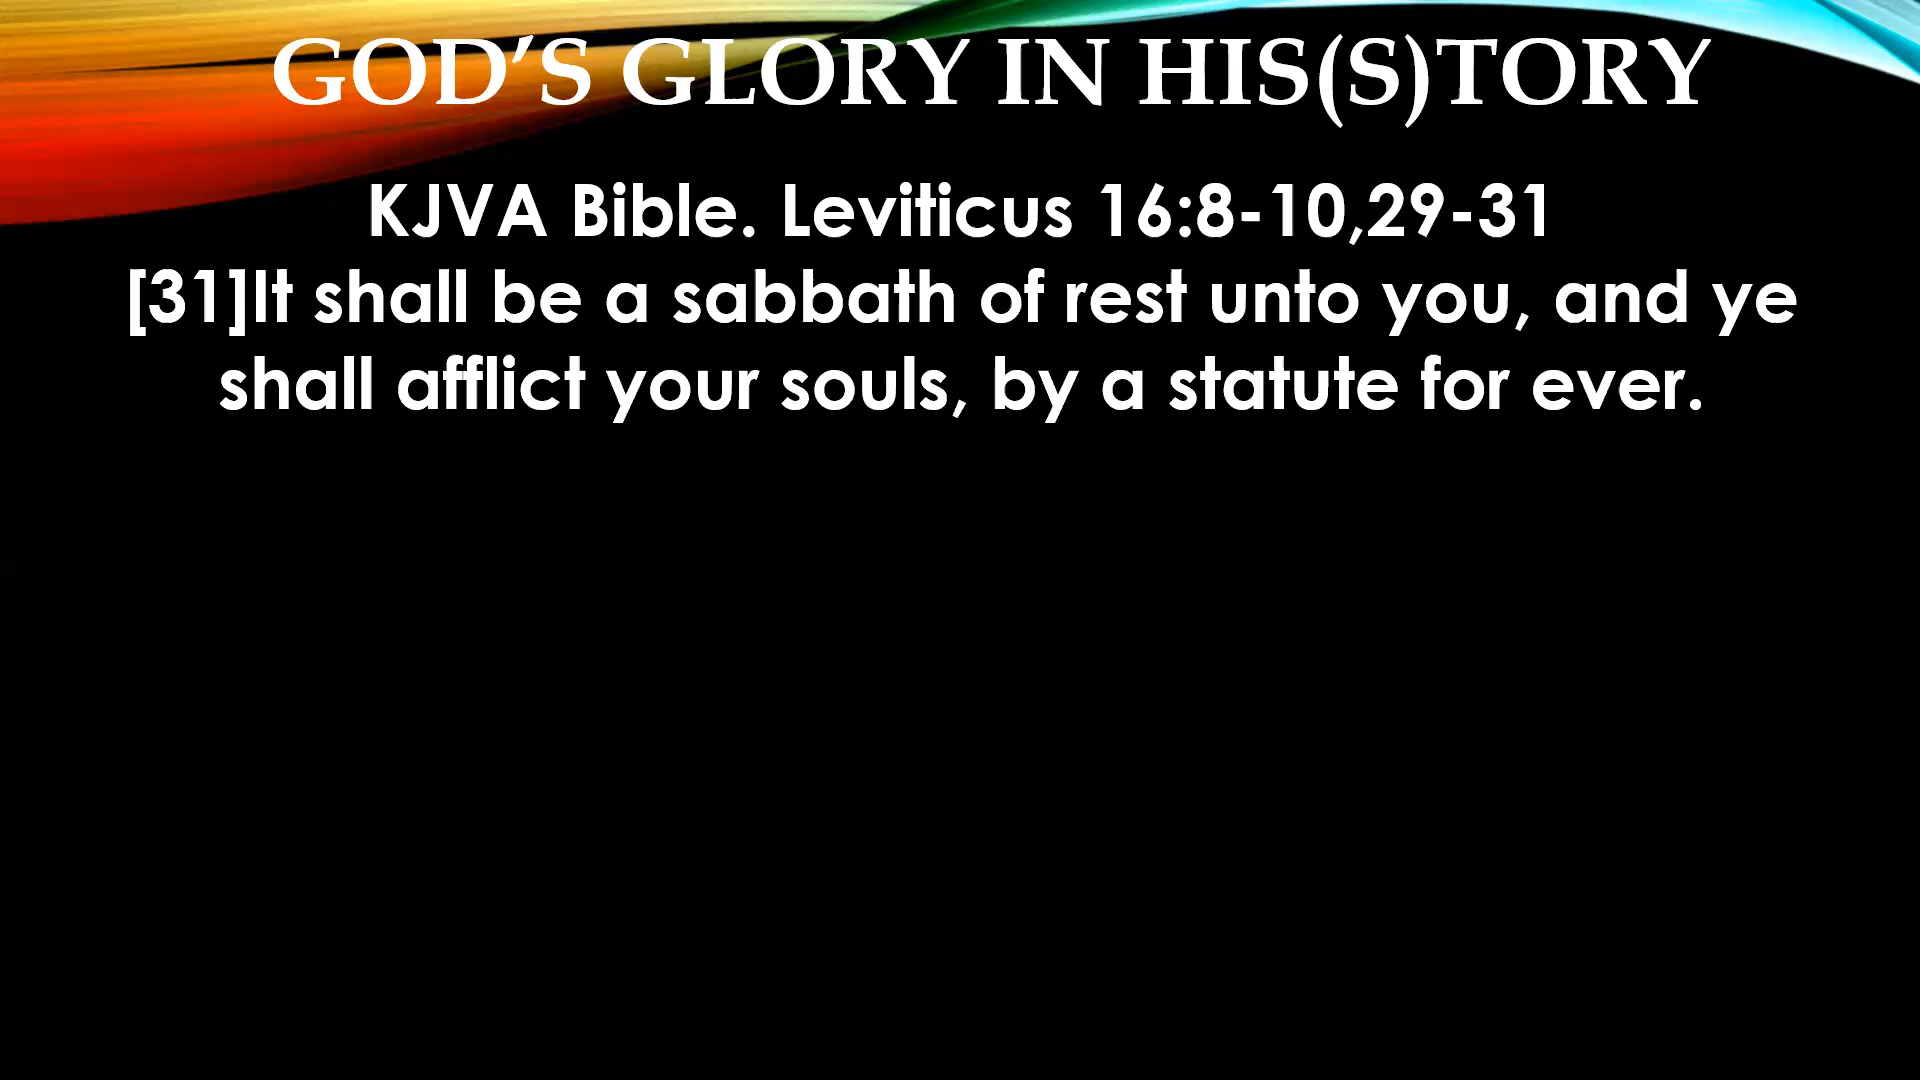 GOD’S GLORY IN HIS(S)TORY
KJVA Bible. Leviticus 16:8-10,29-31
[31]It shall be a sabbath of rest unto you, and ye
shall afflict your souls, by a statute for ever.